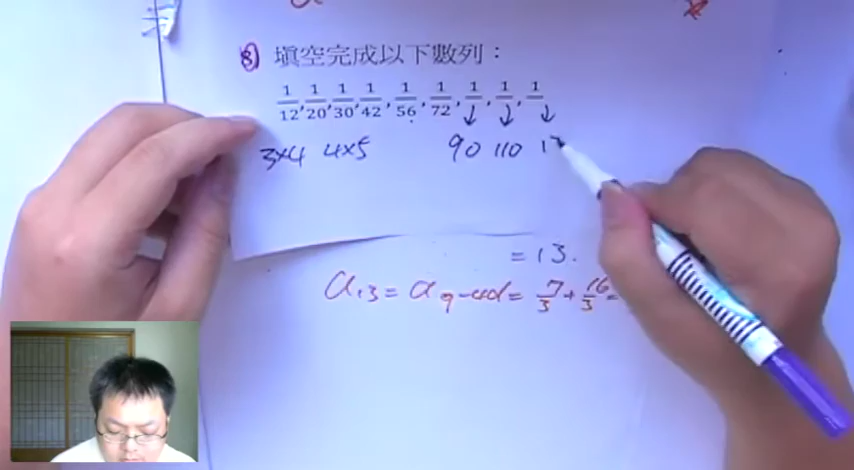 8) 填空完成以下數列：
1/12, 1/20, 1/30, 1/42, 1/56, 1/72, 1/↓, 1/↓, 1/↓
3×4 4×5 90 110 1
= 13.
a₁₃ = a₉ - 4d = 7/3 + 16/3 =